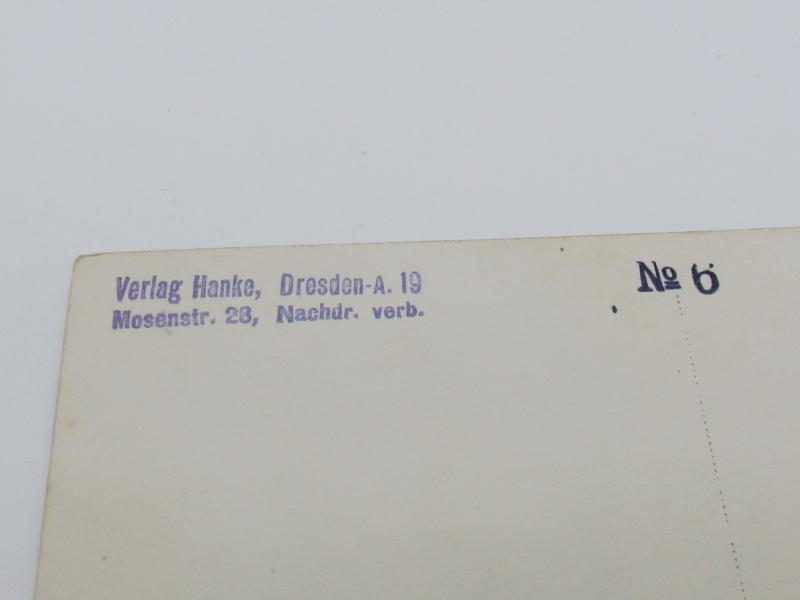 Verlag Hanke, Dresden-A. 19
Mosenstr. 28, Nachdr. verb.
№ 6